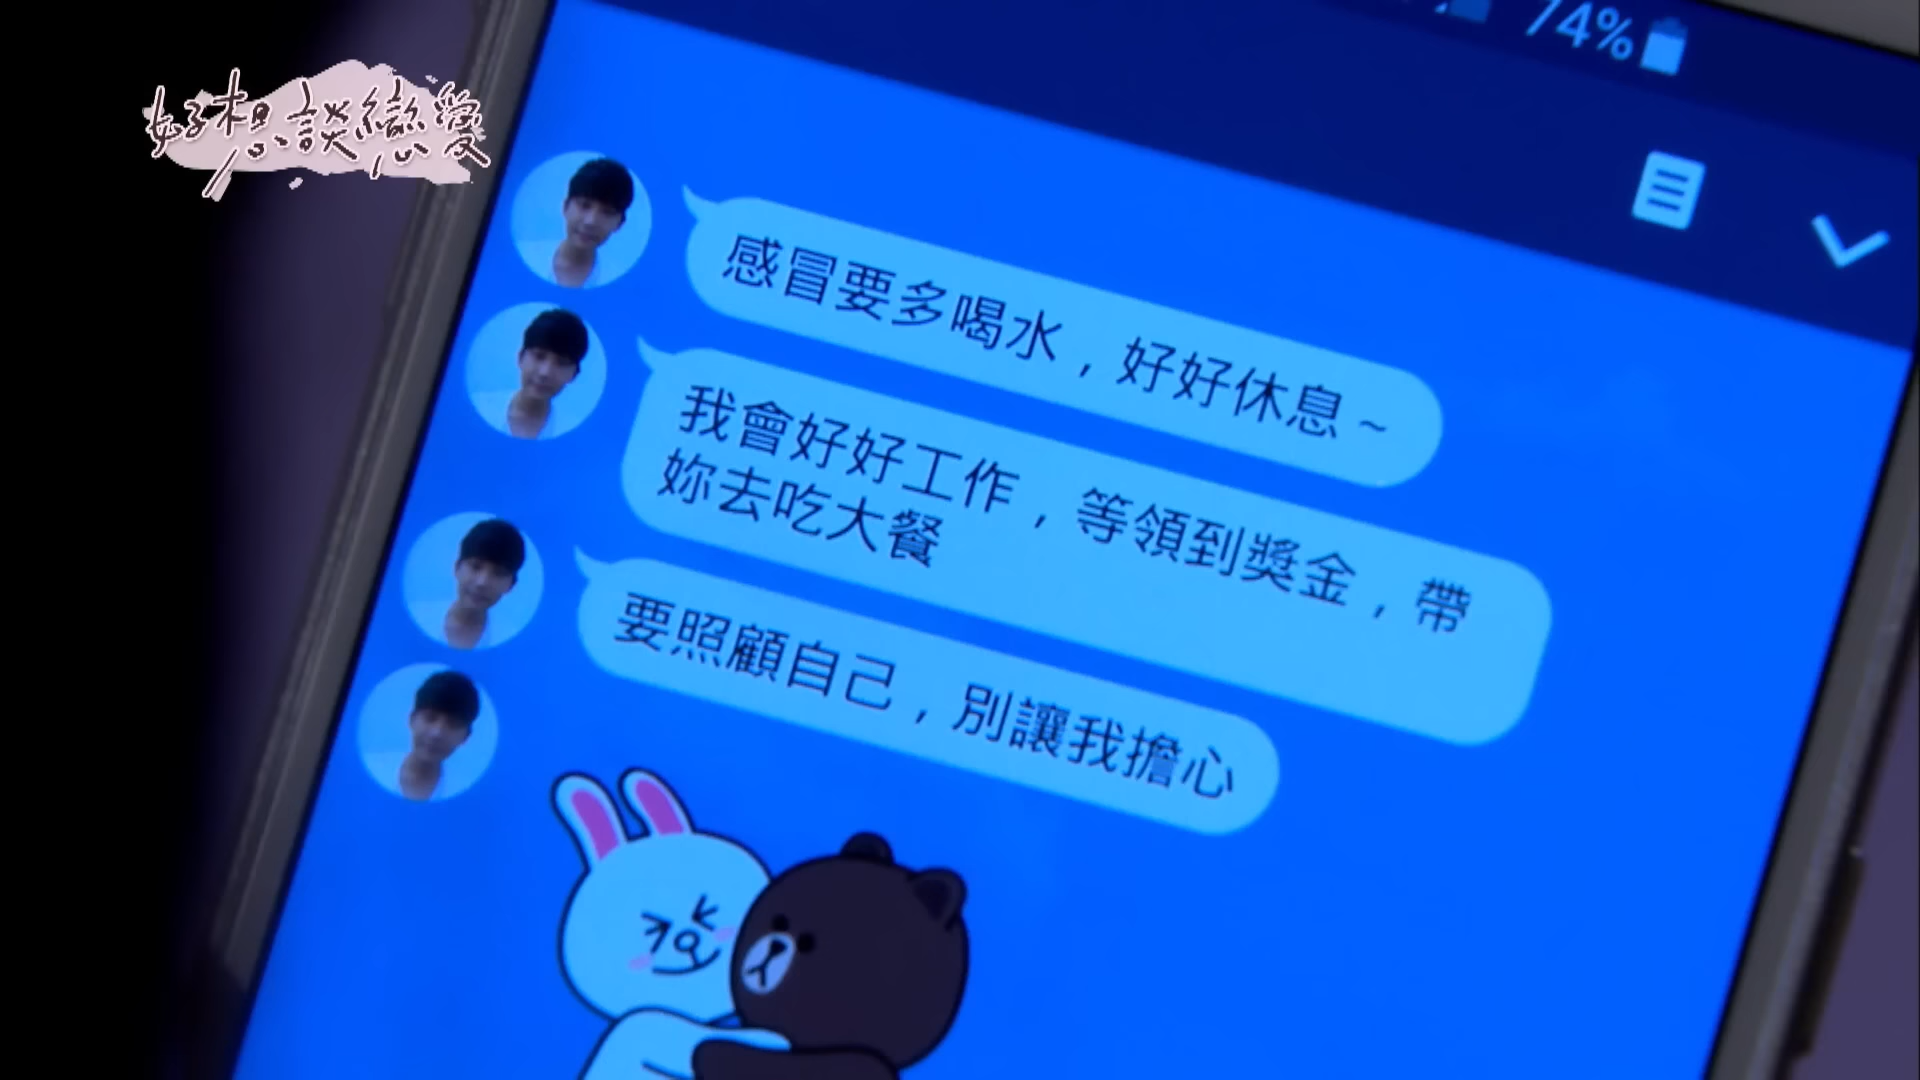 好想談戀愛
74%
感冒要多喝水，好好休息~
我會好好工作，等領到獎金，帶
妳去吃大餐
要照顧自己，別讓我擔心